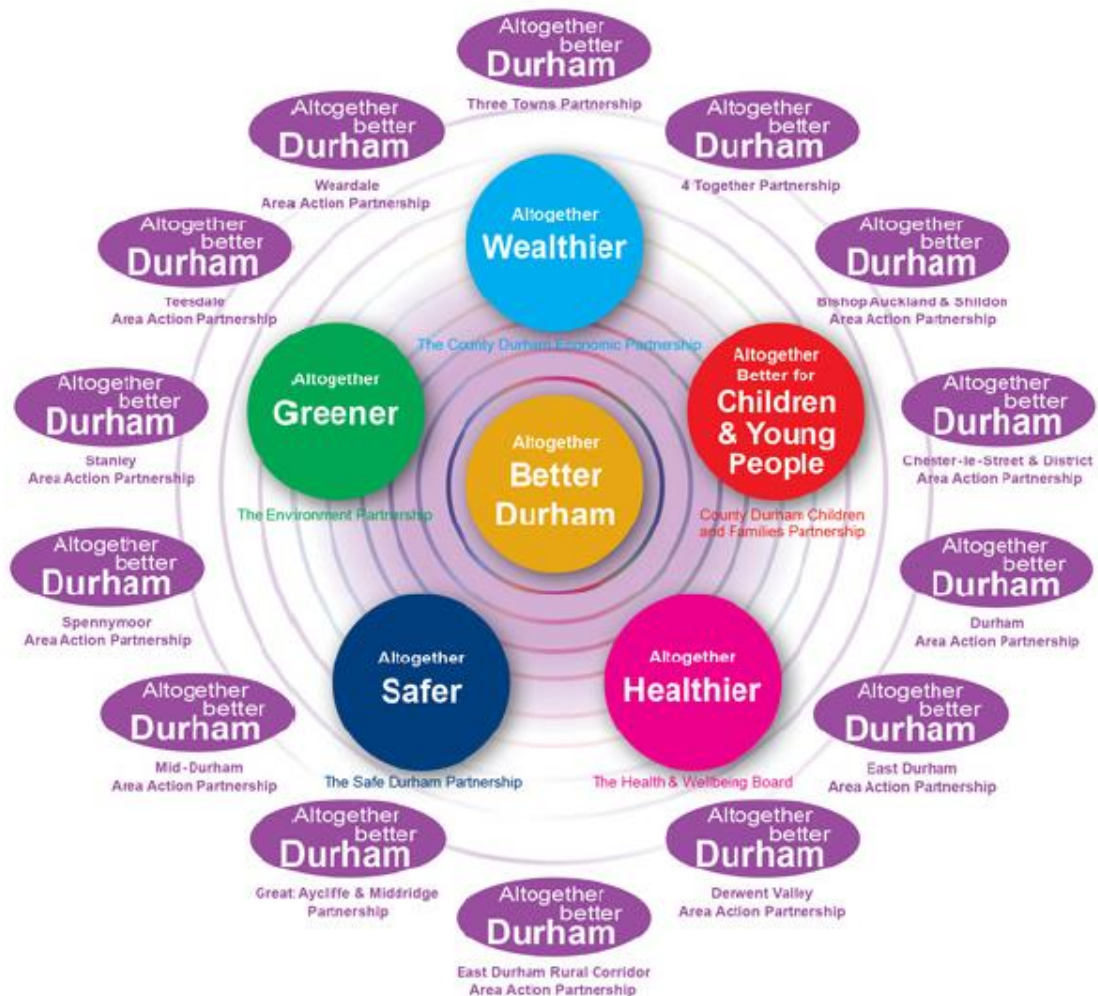 Altogether
better
Durham
Three Towns Partnership
Altogether
better
Durham
4 Together Partnership
Altogether
better
Durham
Bishop Auckland & Shildon
Area Action Partnership
Altogether
better
Durham
Chester-le-Street & District
Area Action Partnership
Altogether
better
Durham
Durham
Area Action Partnership
Altogether
better
Durham
East Durham
Area Action Partnership
Altogether
better
Durham
Derwent Valley
Area Action Partnership
Altogether
better
Durham
East Durham Rural Corridor
Area Action Partnership
Altogether
better
Durham
Great Aycliffe & Middridge
Partnership
Altogether
better
Durham
Mid-Durham
Area Action Partnership
Altogether
better
Durham
Spennymoor
Area Action Partnership
Altogether
better
Durham
Stanley
Area Action Partnership
Altogether
better
Durham
Teesdale
Area Action Partnership
Altogether
better
Durham
Weardale
Area Action Partnership
Altogether
Wealthier
The County Durham Economic Partnership
Altogether
Better for
Children
& Young
People
County Durham Children
and Families Partnership
Altogether
Healthier
The Health & Wellbeing Board
Altogether
Safer
The Safe Durham Partnership
Altogether
Greener
The Environment Partnership
Altogether
Better
Durham